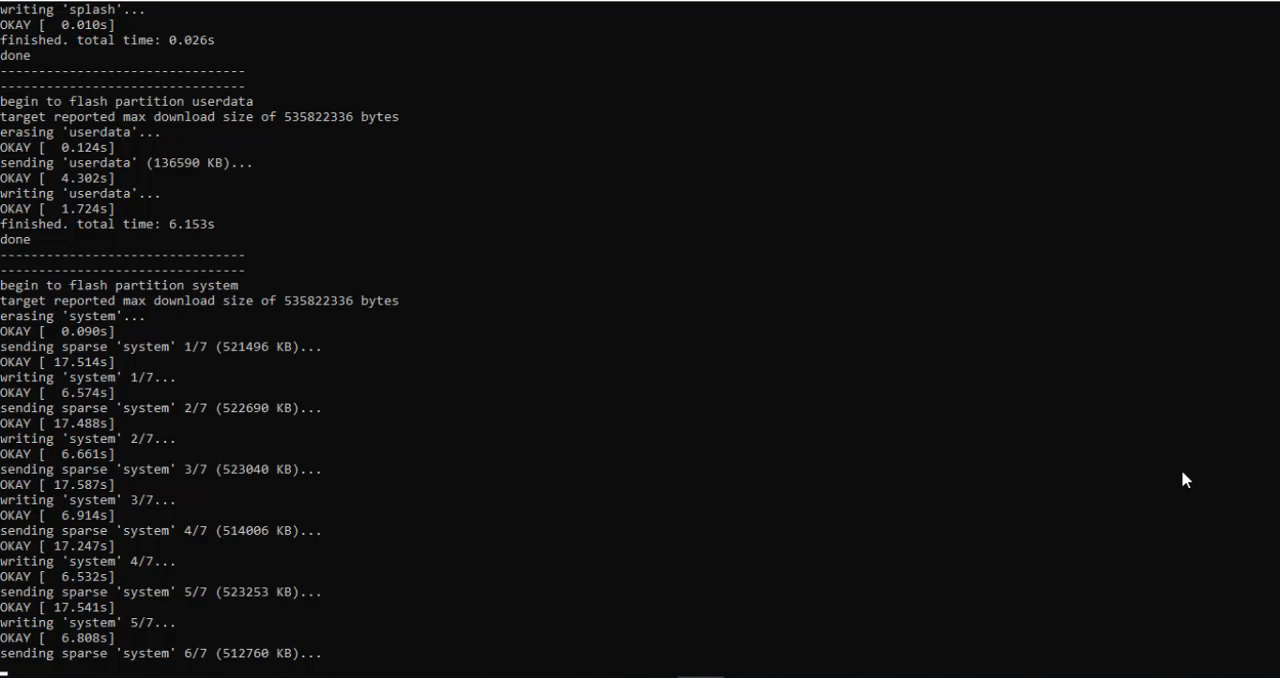 writing 'splash'...
OKAY [  0.010s]
finished. total time: 0.026s
done
--------------------------------
--------------------------------
begin to flash partition userdata
target reported max download size of 535822336 bytes
erasing 'userdata'...
OKAY [  0.124s]
sending 'userdata' (136590 KB)...
OKAY [  4.302s]
writing 'userdata'...
OKAY [  1.724s]
finished. total time: 6.153s
done
--------------------------------
--------------------------------
begin to flash partition system
target reported max download size of 535822336 bytes
erasing 'system'...
OKAY [  0.090s]
sending sparse 'system' 1/7 (521496 KB)...
OKAY [ 17.514s]
writing 'system' 1/7...
OKAY [  6.574s]
sending sparse 'system' 2/7 (522690 KB)...
OKAY [ 17.488s]
writing 'system' 2/7...
OKAY [  6.661s]
sending sparse 'system' 3/7 (523040 KB)...
OKAY [ 17.587s]
writing 'system' 3/7...
OKAY [  6.914s]
sending sparse 'system' 4/7 (514006 KB)...
OKAY [ 17.247s]
writing 'system' 4/7...
OKAY [  6.532s]
sending sparse 'system' 5/7 (523253 KB)...
OKAY [ 17.541s]
writing 'system' 5/7...
OKAY [  6.808s]
sending sparse 'system' 6/7 (512760 KB)...